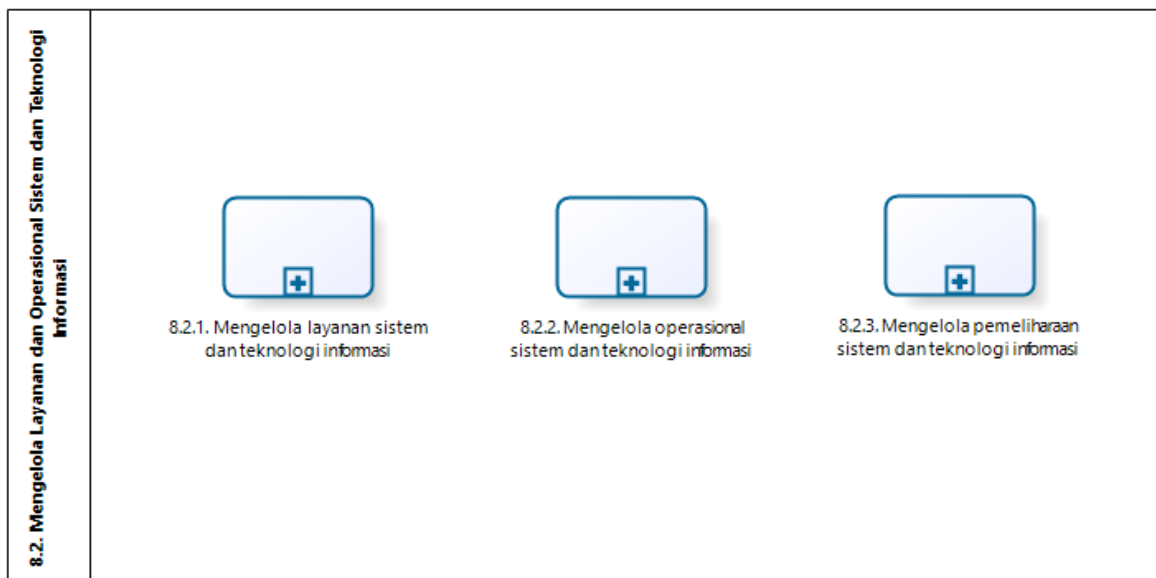 8.2. Mengelola Layanan dan Operasional Sistem dan Teknologi
Informasi
8.2.1. Mengelola layanan sistem
dan teknologi informasi
8.2.2. Mengelola operasional
sistem dan teknologi informasi
8.2.3. Mengelola pemeliharaan
sistem dan teknologi informasi